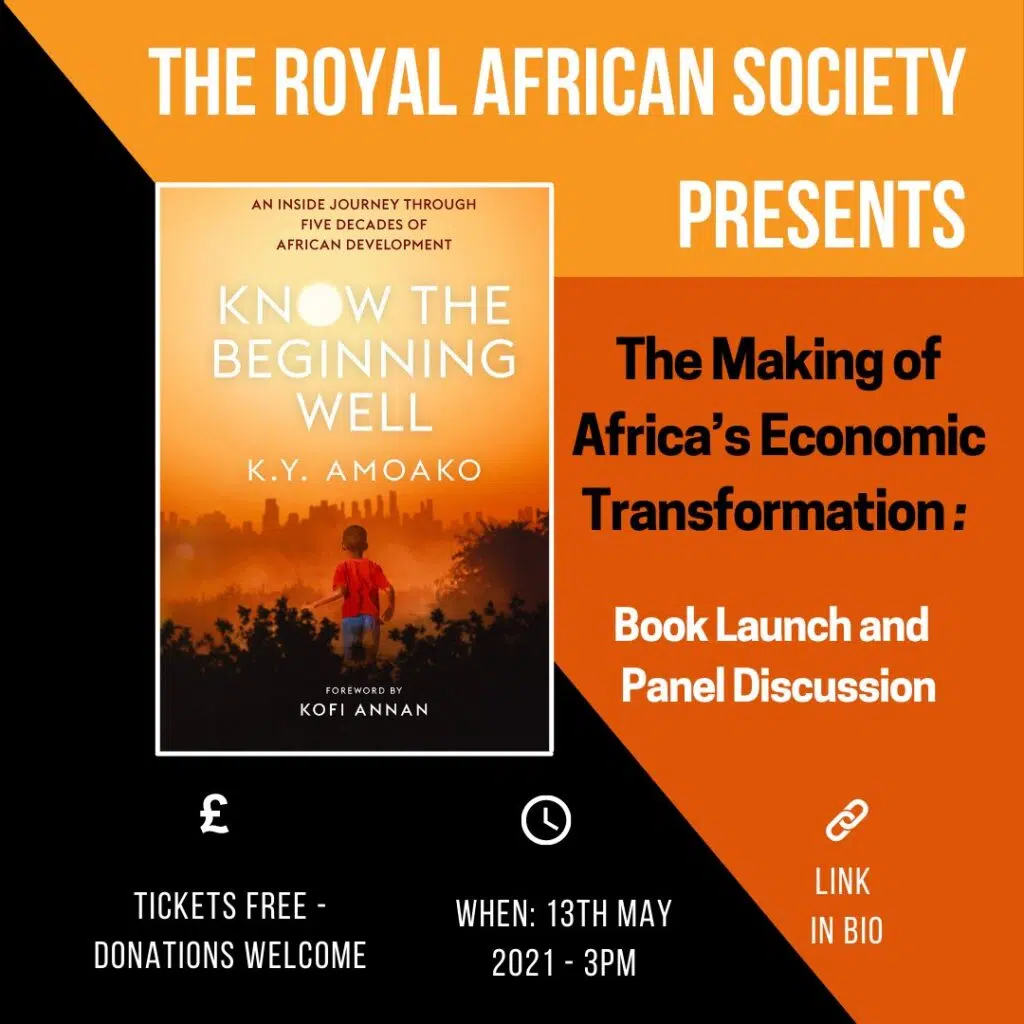 THE ROYAL AFRICAN SOCIETY
PRESENTS
AN INSIDE JOURNEY THROUGH
FIVE DECADES OF
AFRICAN DEVELOPMENT
KNOW THE
BEGINNING
WELL
K.Y. AMOAKO
FOREWORD BY
KOFI ANNAN
The Making of
Africa's Economic
Transformation :
Book Launch and
Panel Discussion
£
TICKETS FREE -
DONATIONS WELCOME
WHEN: 13TH MAY
2021 - 3PM
LINK
IN BIO